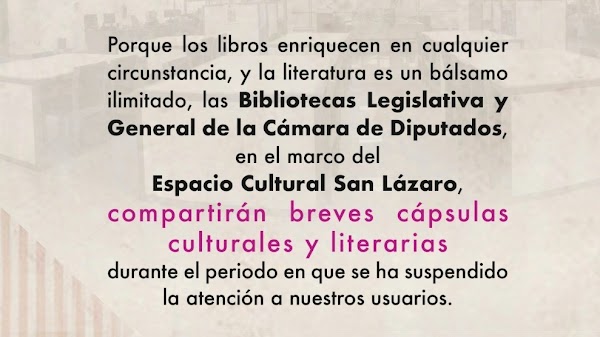 Porque los libros enriquecen en cualquier
circunstancia, y la literatura es un bálsamo
ilimitado, las Bibliotecas Legislativa y
General de la Cámara de Diputados,
en el marco del
Espacio Cultural San Lázaro,
compartirán breves cápsulas
culturales y literarias
durante el periodo en que se ha suspendido
la atención a nuestros usuarios.